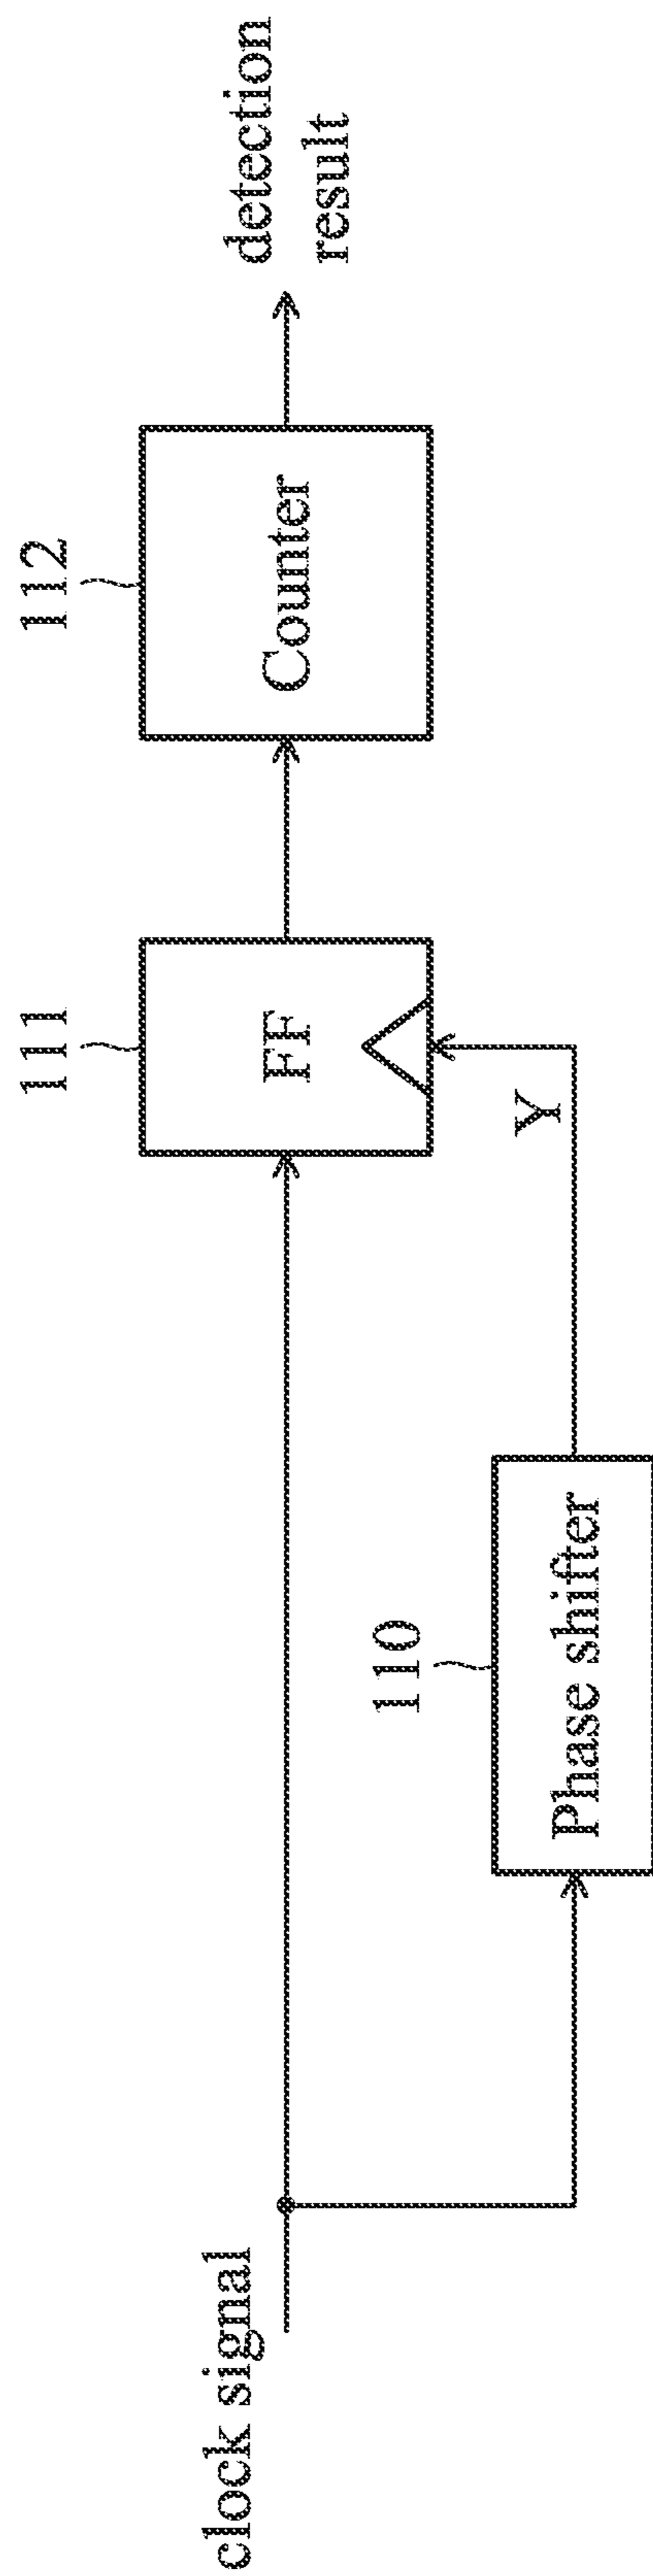 clock signal
110
Phase shifter
Y
111
FF
112
Counter
detection
result